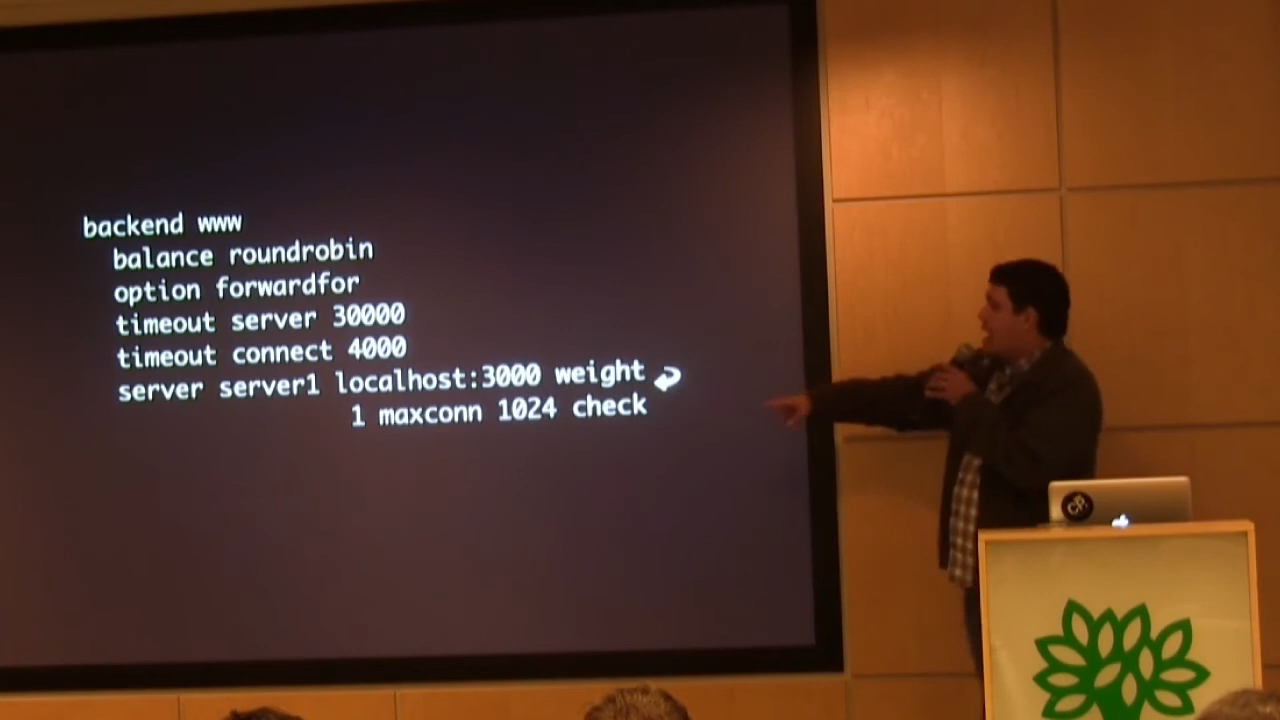 backend www
balance roundrobin
option forwardfor
timeout server 30000
timeout connect 4000
server server1 localhost:3000 weight
1 maxconn 1024 check